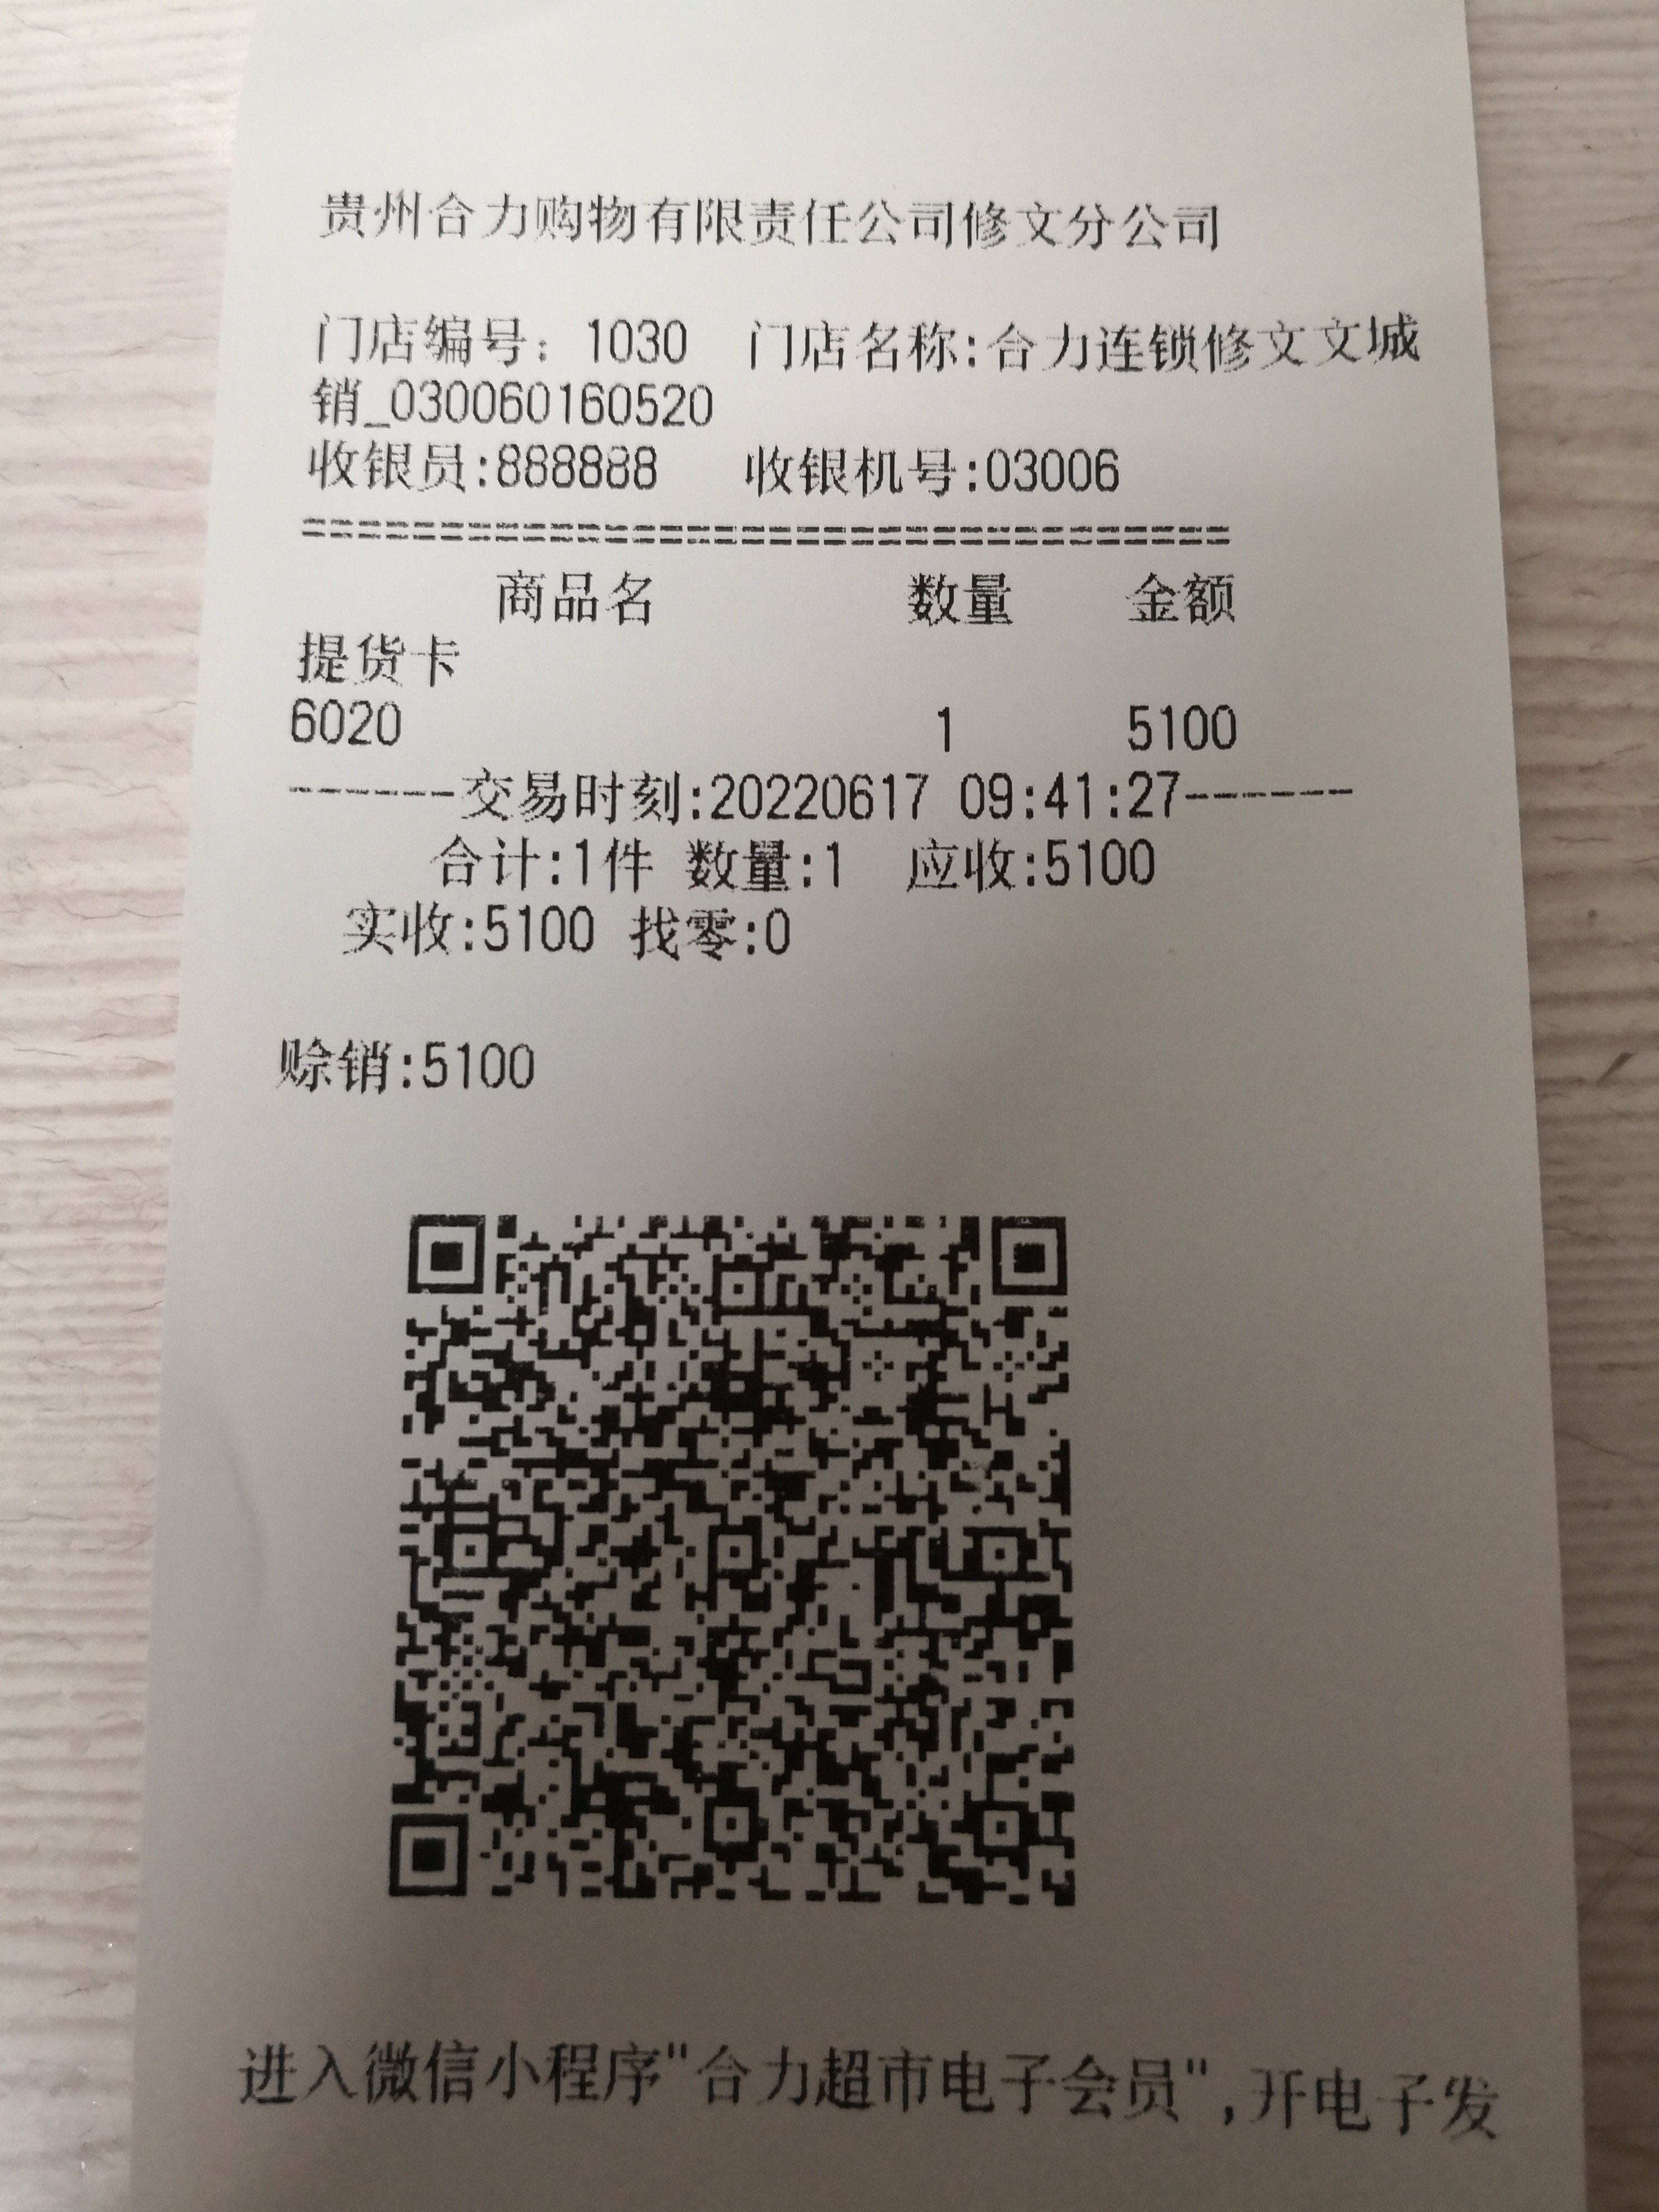 贵州合力购物有限责任公司修文分公司
门店编号: 1030 门店名称:合力连锁修文文城
销_030060160520
收银员:888888 收银机号:03006
==================================
商品名 数量 金额
提货卡
6020 1 5100
------交易时刻:20220617 09:41:27------
合计:1件 数量:1 应收:5100
实收:5100 找零:0
赊销:5100
进入微信小程序"合力超市电子会员",开电子发